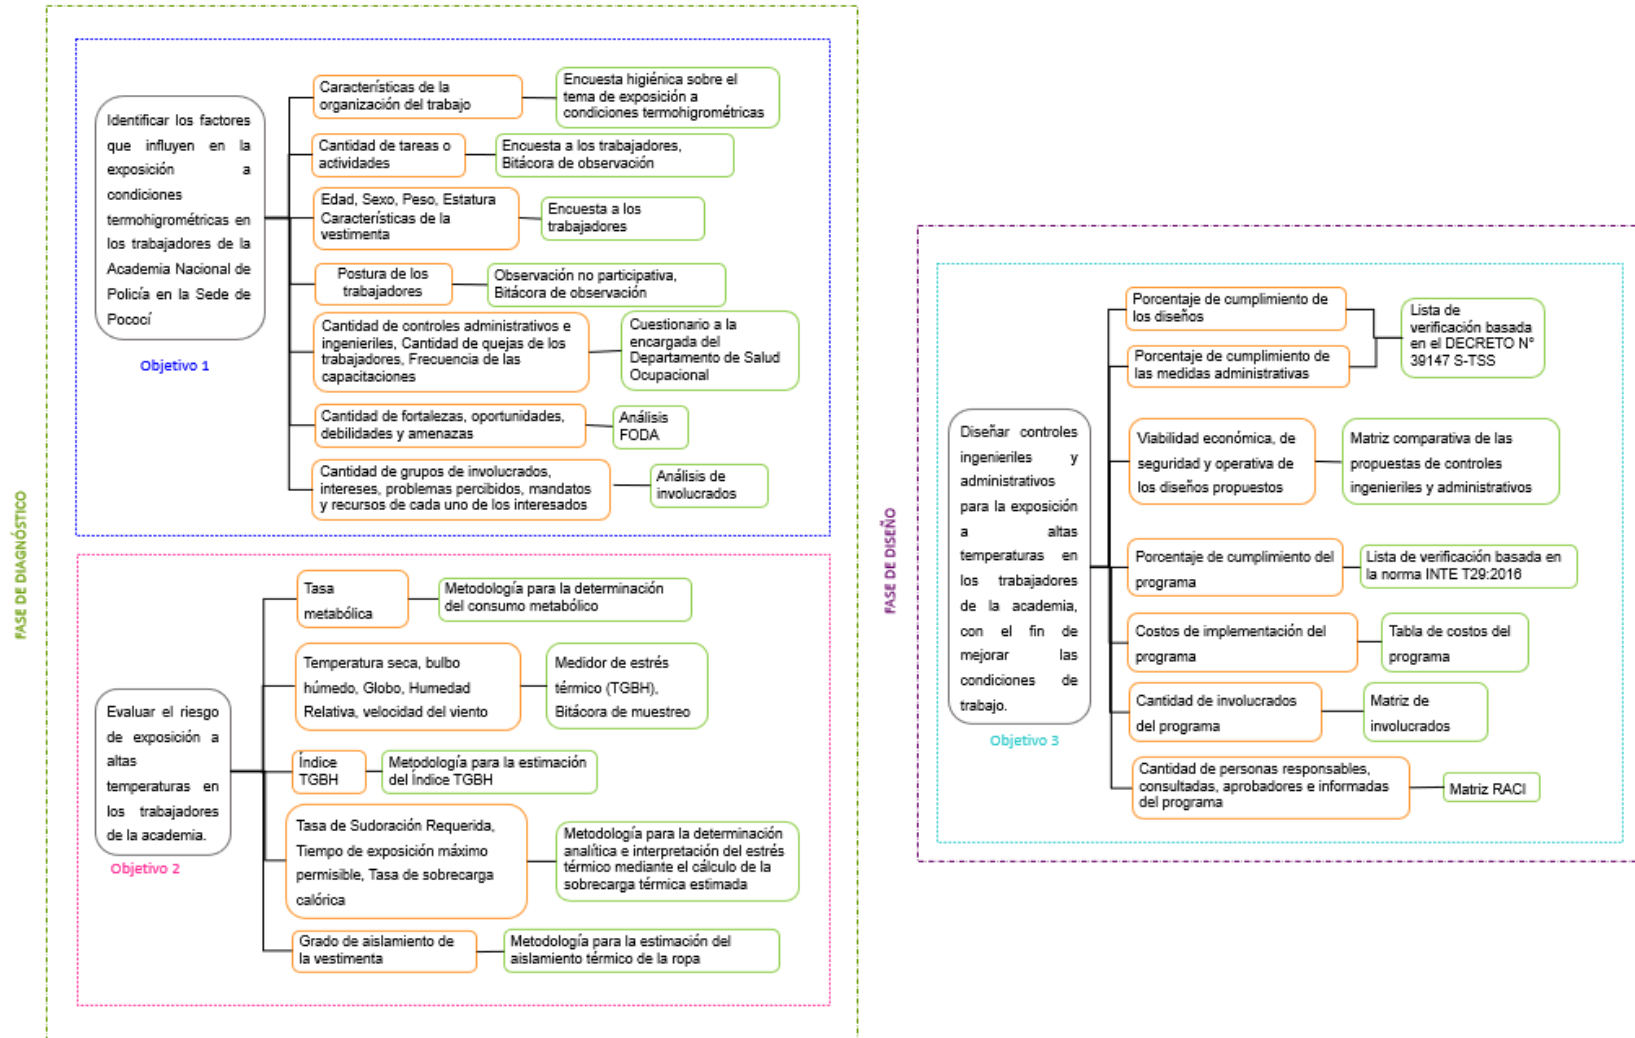 FASE DE DIAGNÓSTICO
Identificar los factores
que influyen en la
exposición a
condiciones
termohigrométricas en
los trabajadores de la
Academia Nacional de
Policía en la Sede de
Pococí
Objetivo 1
Características de la
organización del trabajo
Encuesta higiénica sobre el
tema de exposición a
condiciones termohigrométricas
Cantidad de tareas o
actividades
Encuesta a los trabajadores,
Bitácora de observación
Edad, Sexo, Peso, Estatura
Características de la
vestimenta
Encuesta a los
trabajadores
Postura de los
trabajadores
Observación no participativa,
Bitácora de observación
Cantidad de controles administrativos e
ingenieriles, Cantidad de quejas de los
trabajadores, Frecuencia de las
capacitaciones
Cuestionario a la
encargada del
Departamento de Salud
Ocupacional
Cantidad de fortalezas, oportunidades,
debilidades y amenazas
Análisis
FODA
Cantidad de grupos de involucrados,
intereses, problemas percibidos, mandatos
y recursos de cada uno de los interesados
Análisis de
involucrados
Evaluar el riesgo
de exposición a
altas
temperaturas en
los trabajadores
de la academia.
Objetivo 2
Tasa
metabólica
Metodología para la determinación
del consumo metabólico
Temperatura seca, bulbo
húmedo, Globo, Humedad
Relativa, velocidad del viento
Medidor de estrés
térmico (TGBH),
Bitácora de muestreo
Índice
TGBH
Metodología para la estimación
del Índice TGBH
Tasa de Sudoración Requerida,
Tiempo de exposición máximo
permisible, Tasa de sobrecarga
calórica
Metodología para la determinación
analítica e interpretación del estrés
térmico mediante el cálculo de la
sobrecarga térmica estimada
Grado de aislamiento de
la vestimenta
Metodología para la estimación del
aislamiento térmico de la ropa
FASE DE DISEÑO
Diseñar controles
ingenieriles y
administrativos
para la exposición
a altas
temperaturas en
los trabajadores
de la academia,
con el fin de
mejorar las
condiciones de
trabajo.
Objetivo 3
Porcentaje de cumplimiento de
los diseños
Porcentaje de cumplimiento de
las medidas administrativas
Lista de
verificación basada
en el DECRETO N°
39147 S-TSS
Viabilidad económica, de
seguridad y operativa de
los diseños propuestos
Matriz comparativa de las
propuestas de controles
ingenieriles y administrativos
Porcentaje de cumplimiento del
programa
Lista de verificación basada en
la norma INTE T29:2016
Costos de implementación del
programa
Tabla de costos del
programa
Cantidad de involucrados
del programa
Matriz de
involucrados
Cantidad de personas responsables,
consultadas, aprobadores e informadas
del programa
Matriz RACI